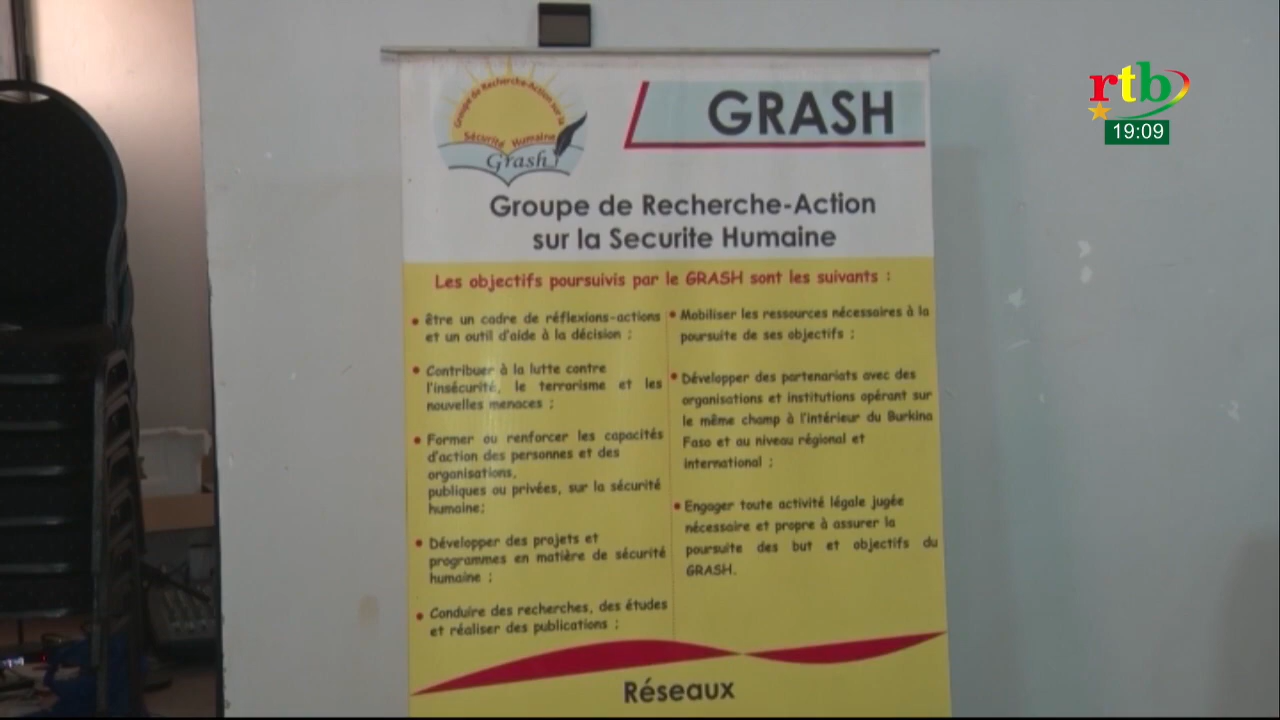 rtb
19:09
Groupe de Recherche-Action sur la
Sécurité Humaine
Grash
GRASH
Groupe de Recherche-Action
sur la Securite Humaine
Les objectifs poursuivis par le GRASH sont les suivants :
être un cadre de réflexions-actions
et un outil d'aide à la décision ;
Contribuer à la lutte contre
l'insécurité, le terrorisme et les
nouvelles menaces ;
Former ou renforcer les capacités
d'action des personnes et des
organisations,
publiques ou privées, sur la sécurité
humaine;
Développer des projets et
programmes en matière de sécurité
humaine ;
Conduire des recherches, des études
et réaliser des publications ;
Mobiliser les ressources nécessaires à la
poursuite de ses objectifs ;
Développer des partenariats avec des
organisations et institutions opérant sur
le même champ à l'intérieur du Burkina
Faso et au niveau régional et
international ;
Engager toute activité légale jugée
nécessaire et propre à assurer la
poursuite des but et objectifs du
GRASH.
Réseaux